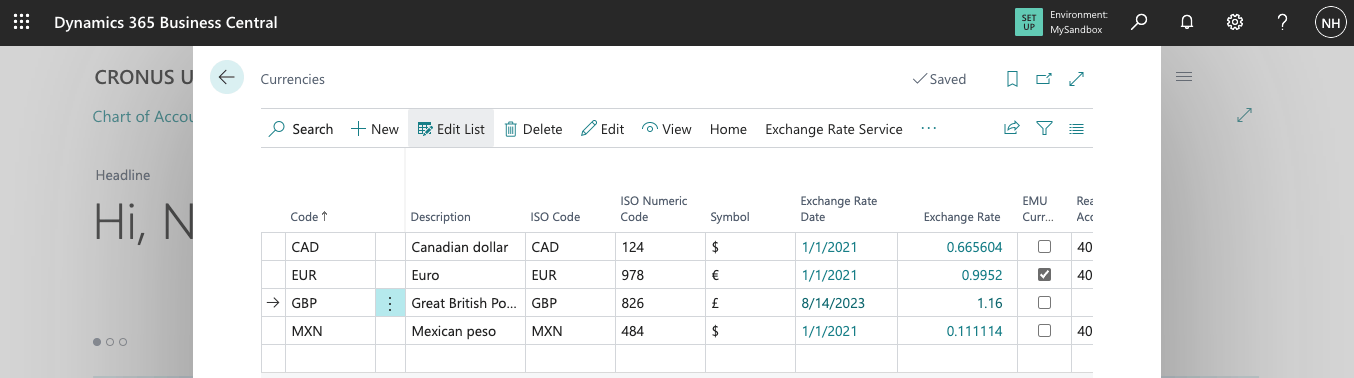 Dynamics 365 Business Central
SET UP
Environment:
MySandbox
NH
CRONUS U
Currencies
Saved
Chart of Accou
Search New Edit List Delete Edit View Home Exchange Rate Service ...
Headline
Hi, N
Code ↑ Description ISO Code ISO Numeric Code Symbol Exchange Rate Date Exchange Rate EMU Curr... Rea Acc
CAD Canadian dollar CAD 124 $ 1/1/2021 0.665604 40
EUR Euro EUR 978 € 1/1/2021 0.9952 40
GBP Great British Po... GBP 826 £ 8/14/2023 1.16
MXN Mexican peso MXN 484 $ 1/1/2021 0.111114 40